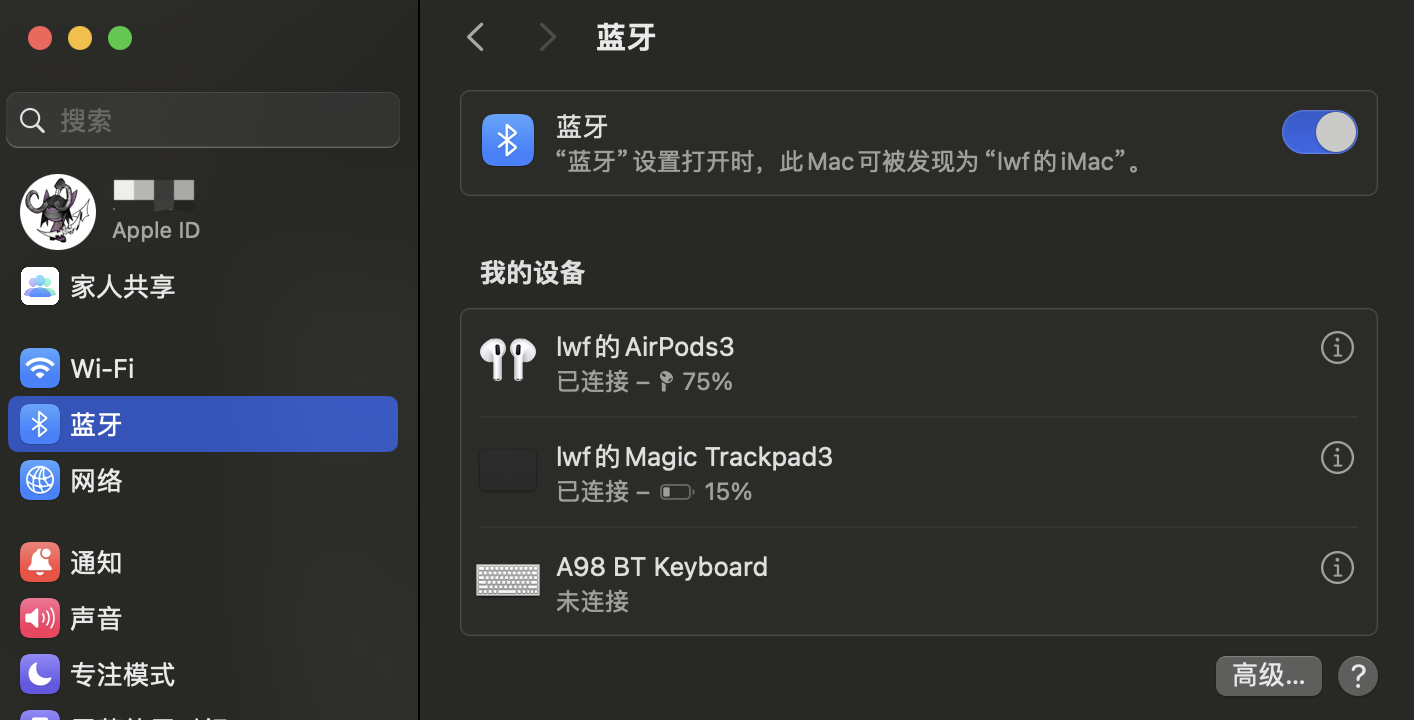 蓝牙
搜索
蓝牙
“蓝牙”设置打开时，此Mac可被发现为“lwf的iMac”。
Apple ID
家人共享
我的设备
Wi-Fi
蓝牙
网络
通知
声音
专注模式
lwf的AirPods3
已连接 – 75%
lwf的Magic Trackpad3
已连接 – 15%
A98 BT Keyboard
未连接
高级...
?